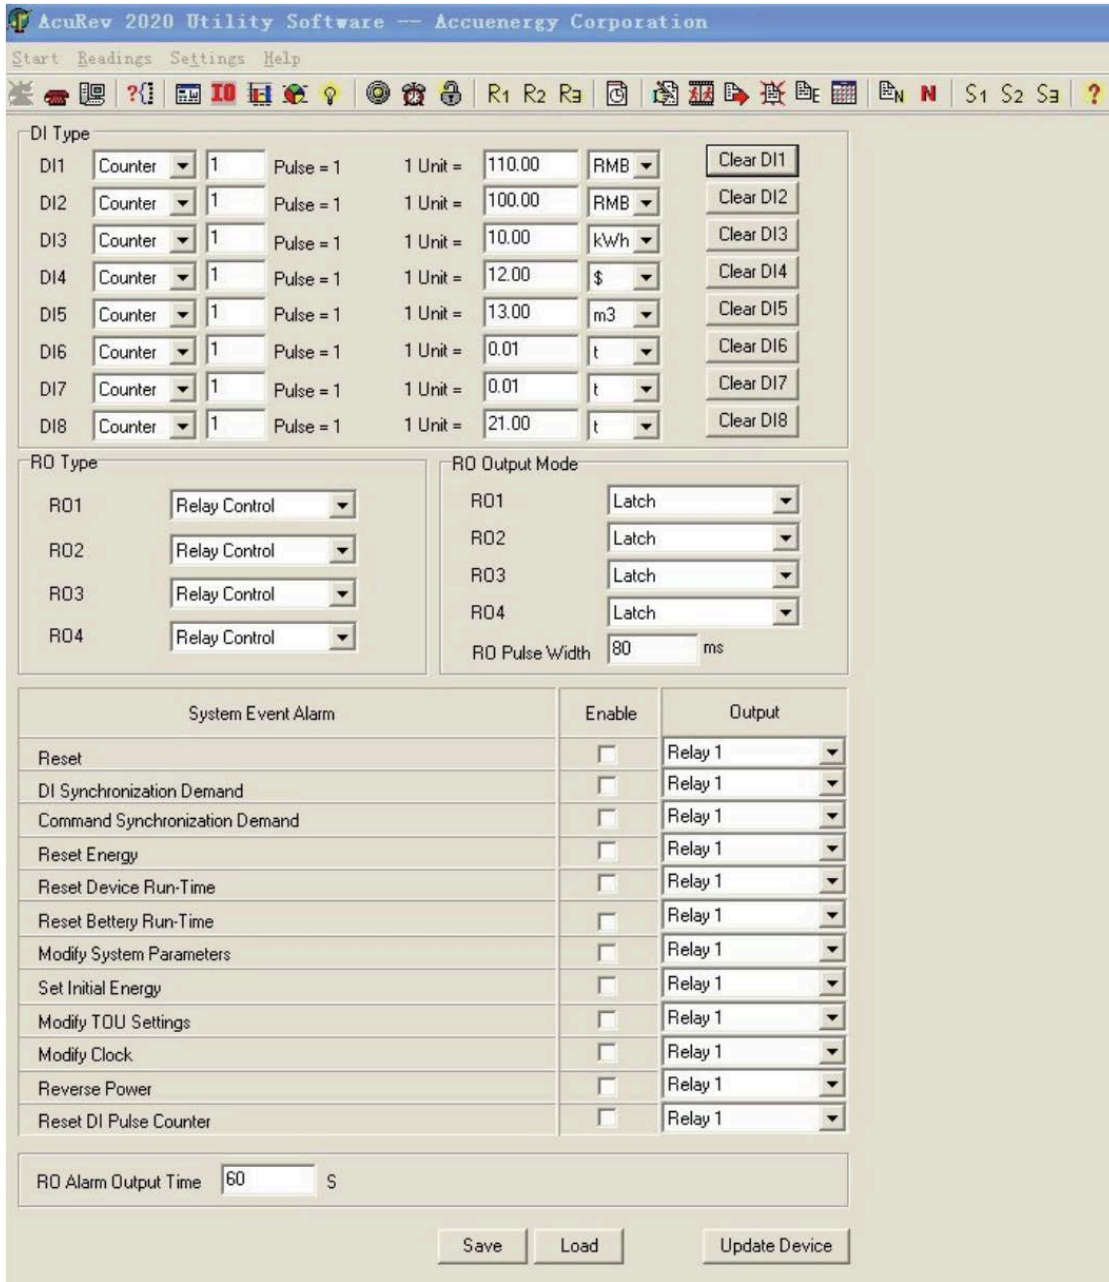 AcuRev 2020 Utility Software -- Accuenergy Corporation
Start Readings Settings Help
?{} IO R1 R2 R3 E N N S1 S2 S3 ?
DI Type
DI1 Counter 1 Pulse = 1 1 Unit = 110.00 RMB Clear DI1
DI2 Counter 1 Pulse = 1 1 Unit = 100.00 RMB Clear DI2
DI3 Counter 1 Pulse = 1 1 Unit = 10.00 kWh Clear DI3
DI4 Counter 1 Pulse = 1 1 Unit = 12.00 $ Clear DI4
DI5 Counter 1 Pulse = 1 1 Unit = 13.00 m3 Clear DI5
DI6 Counter 1 Pulse = 1 1 Unit = 0.01 t Clear DI6
DI7 Counter 1 Pulse = 1 1 Unit = 0.01 t Clear DI7
DI8 Counter 1 Pulse = 1 1 Unit = 21.00 t Clear DI8
RO Type
RO1 Relay Control
RO2 Relay Control
RO3 Relay Control
RO4 Relay Control
RO Output Mode
RO1 Latch
RO2 Latch
RO3 Latch
RO4 Latch
RO Pulse Width 80 ms
System Event Alarm Enable Output
Reset Relay 1
DI Synchronization Demand Relay 1
Command Synchronization Demand Relay 1
Reset Energy Relay 1
Reset Device Run-Time Relay 1
Reset Bettery Run-Time Relay 1
Modify System Parameters Relay 1
Set Initial Energy Relay 1
Modify TOU Settings Relay 1
Modify Clock Relay 1
Reverse Power Relay 1
Reset DI Pulse Counter Relay 1
RO Alarm Output Time 60 S
Save Load Update Device